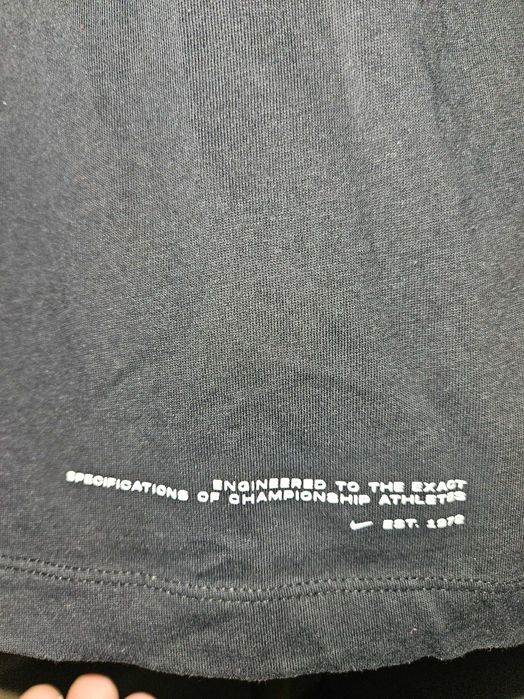 ENGINEERED TO THE EXACT
SPECIFICATIONS OF CHAMPIONSHIP ATHLETES
EST. 1972